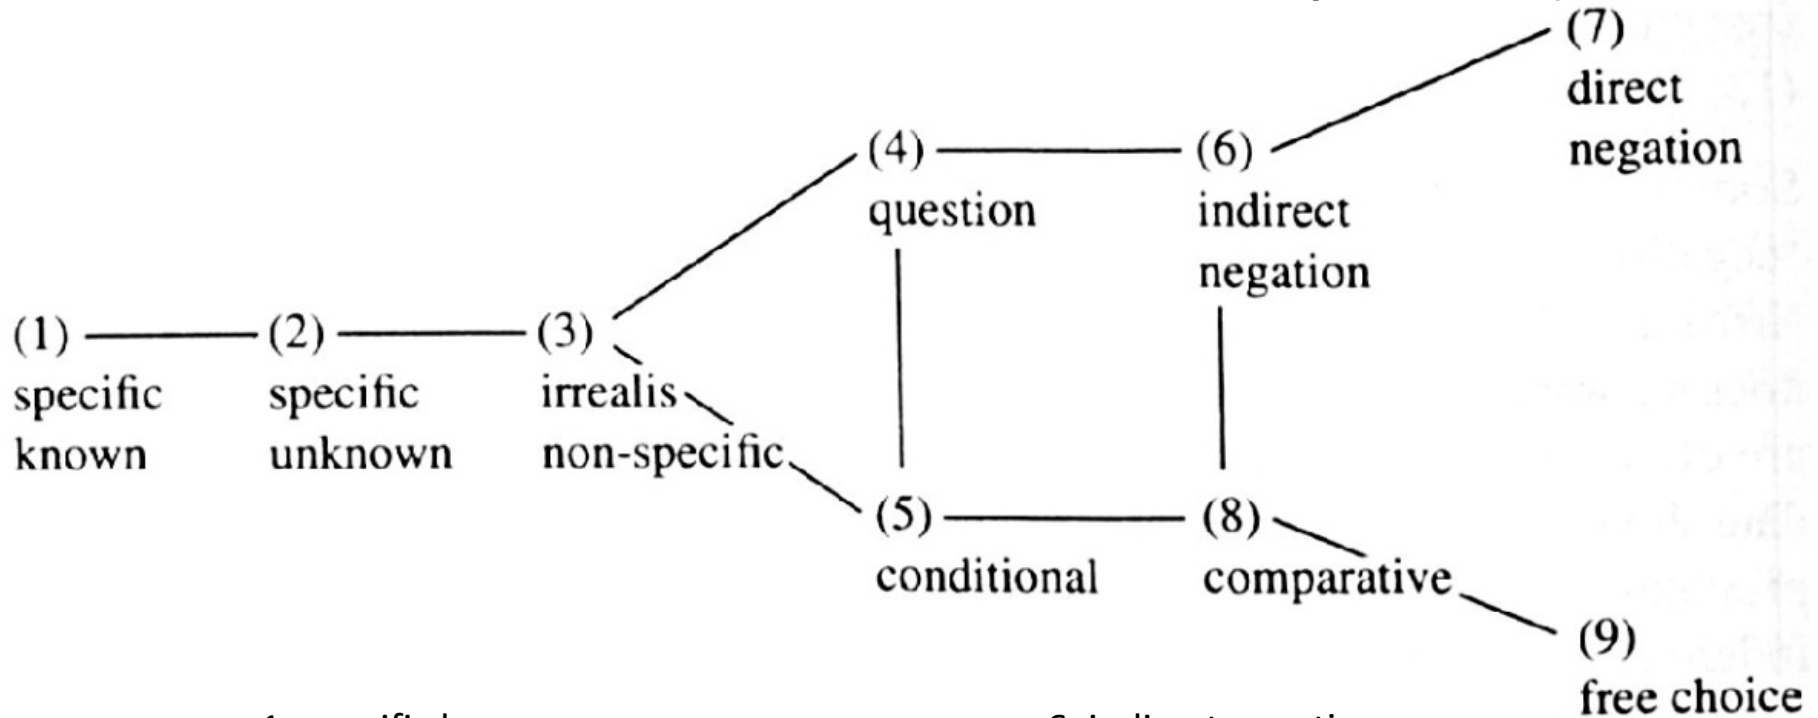 (7)
direct
negation
(4)
question
(6)
indirect
negation
(1)
specific
known
(2)
specific
unknown
(3)
irrealis
non-specific
(5)
conditional
(8)
comparative
(9)
free choice